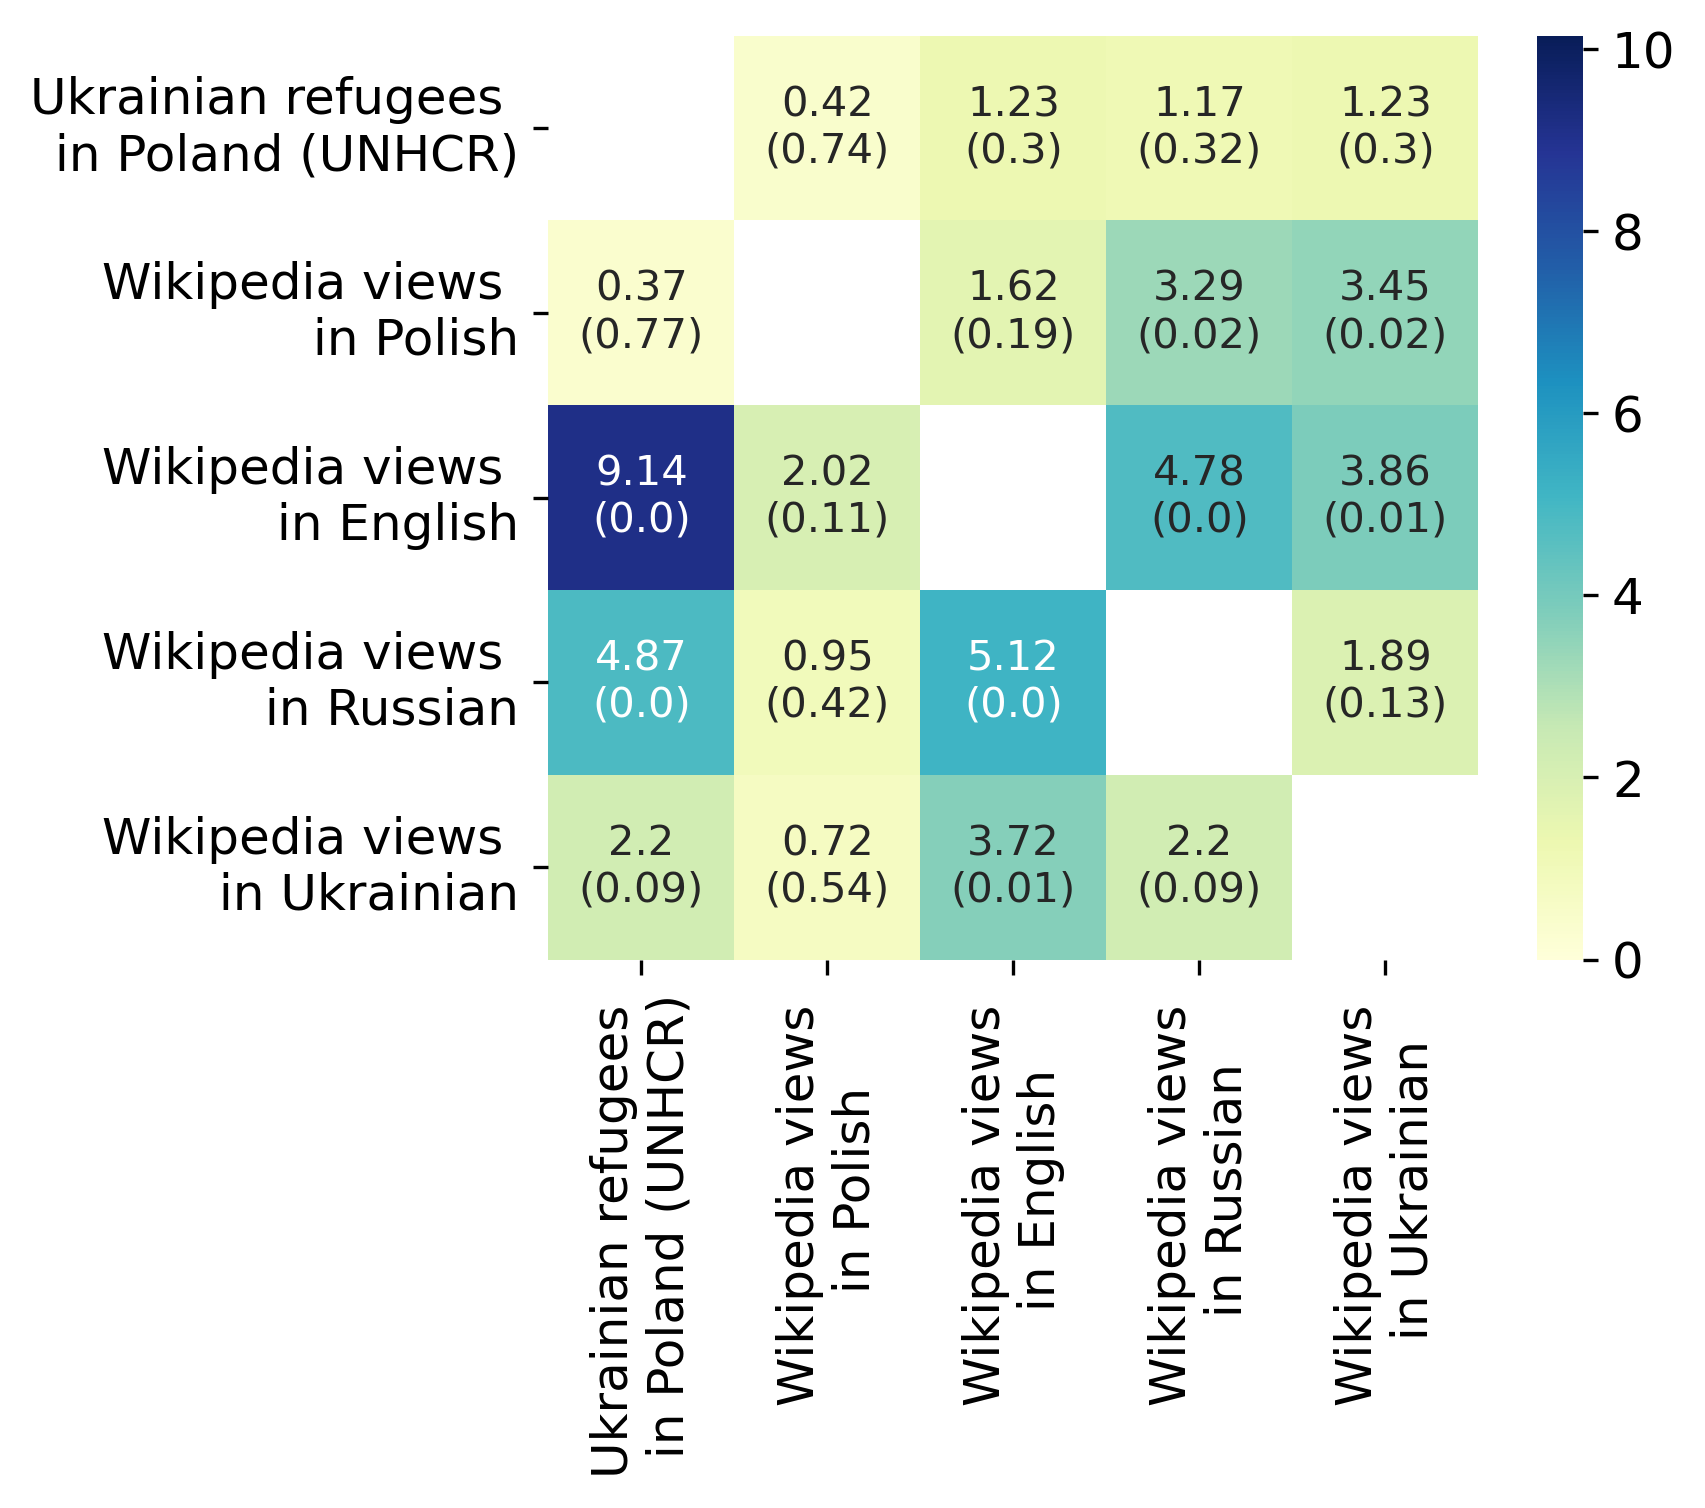 Ukrainian refugees
in Poland (UNHCR)
0.42
(0.74)
1.23
(0.3)
1.17
(0.32)
1.23
(0.3)
Wikipedia views
in Polish
0.37
(0.77)
1.62
(0.19)
3.29
(0.02)
3.45
(0.02)
Wikipedia views
in English
9.14
(0.0)
2.02
(0.11)
4.78
(0.0)
3.86
(0.01)
Wikipedia views
in Russian
4.87
(0.0)
0.95
(0.42)
5.12
(0.0)
1.89
(0.13)
Wikipedia views
in Ukrainian
2.2
(0.09)
0.72
(0.54)
3.72
(0.01)
2.2
(0.09)
Ukrainian refugees
in Poland (UNHCR)
Wikipedia views
in Polish
Wikipedia views
in English
Wikipedia views
in Russian
Wikipedia views
in Ukrainian
10
8
6
4
2
0